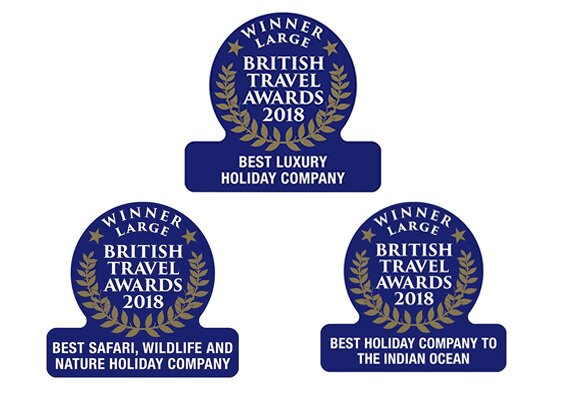 WINNER
LARGE
BRITISH
TRAVEL
AWARDS
2018
BEST LUXURY
HOLIDAY COMPANY
WINNER
LARGE
BRITISH
TRAVEL
AWARDS
2018
BEST SAFARI, WILDLIFE AND
NATURE HOLIDAY COMPANY
WINNER
LARGE
BRITISH
TRAVEL
AWARDS
2018
BEST HOLIDAY COMPANY TO
THE INDIAN OCEAN